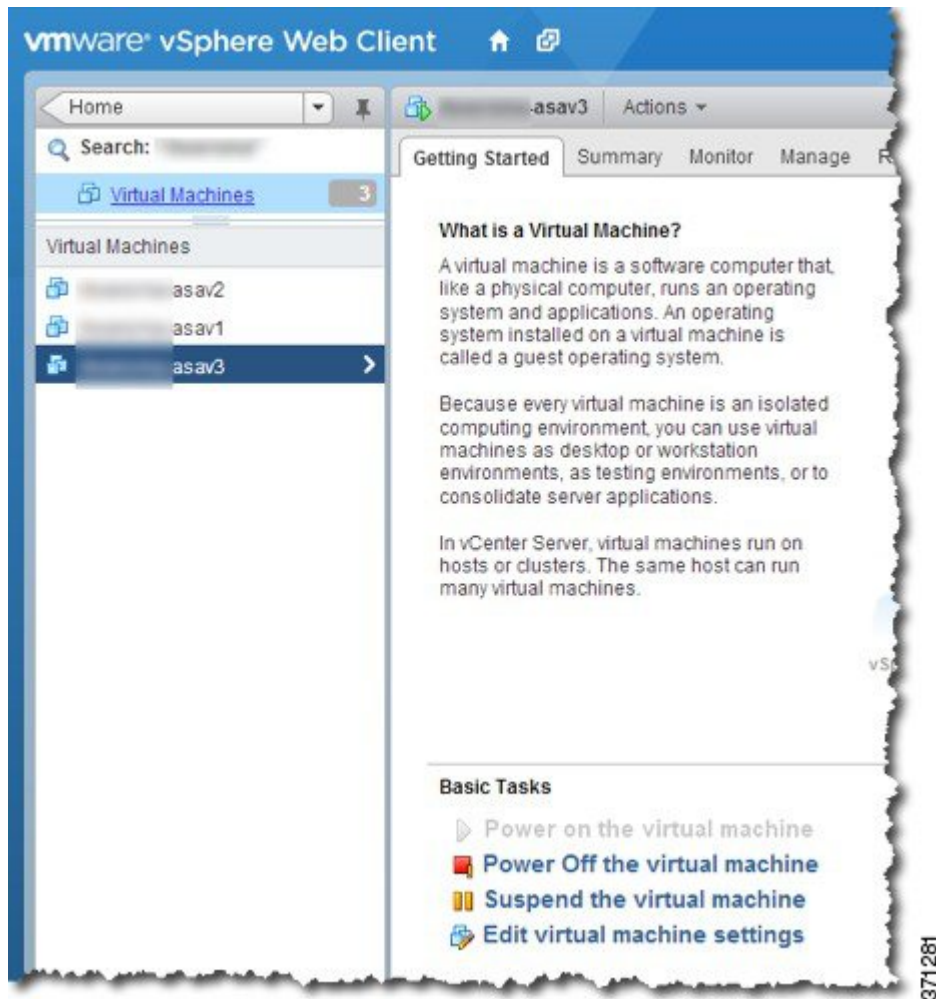 vmware® vSphere Web Client
Home
Search:
Virtual Machines 3
Virtual Machines
asav2
asav1
asav3
-asav3 Actions
Getting Started Summary Monitor Manage
What is a Virtual Machine?
A virtual machine is a software computer that,
like a physical computer, runs an operating
system and applications. An operating
system installed on a virtual machine is
called a guest operating system.
Because every virtual machine is an isolated
computing environment, you can use virtual
machines as desktop or workstation
environments, as testing environments, or to
consolidate server applications.
In vCenter Server, virtual machines run on
hosts or clusters. The same host can run
many virtual machines.
Basic Tasks
Power on the virtual machine
Power Off the virtual machine
Suspend the virtual machine
Edit virtual machine settings
371281